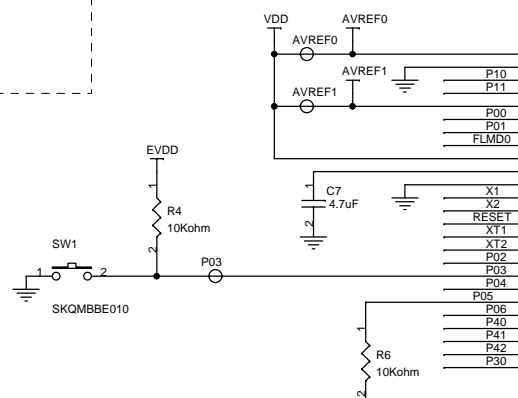 VDD
AVREF0
AVREF0
AVREF1
P10
P11
AVREF1
P00
P01
FLMD0
EVDD
1
R4
10Kohm
2
1
C7
4.7uF
2
X1
X2
RESET
XT1
XT2
P02
SW1
1
2
P03
P03
SKQMBBE010
P04
P05
P06
P40
P41
P42
P30
1
R6
10Kohm
2